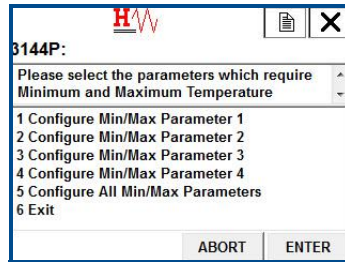 H
3144P:
Please select the parameters which require
Minimum and Maximum Temperature
1 Configure Min/Max Parameter 1
2 Configure Min/Max Parameter 2
3 Configure Min/Max Parameter 3
4 Configure Min/Max Parameter 4
5 Configure All Min/Max Parameters
6 Exit
ABORT ENTER